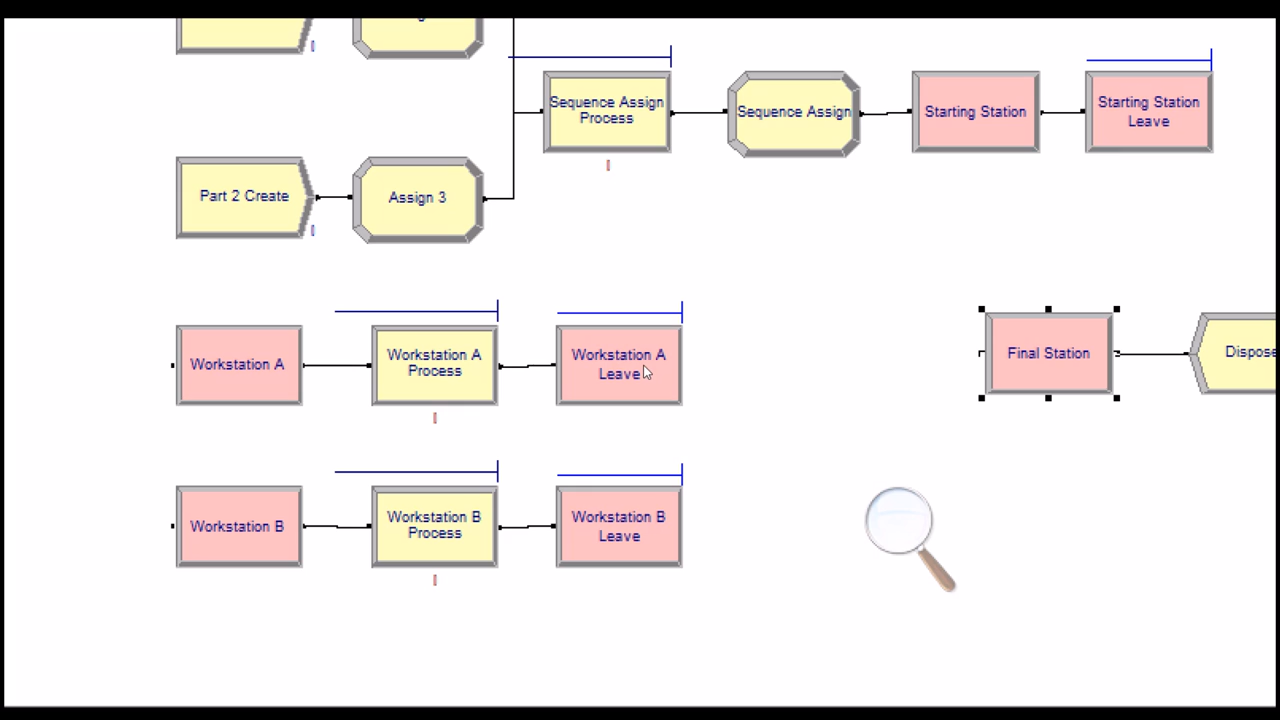 Sequence Assign
Process
Sequence Assign
Starting Station
Starting Station
Leave
Part 2 Create
Assign 3
Workstation A
Workstation A
Process
Workstation A
Leave
Final Station
Dispose
Workstation B
Workstation B
Process
Workstation B
Leave